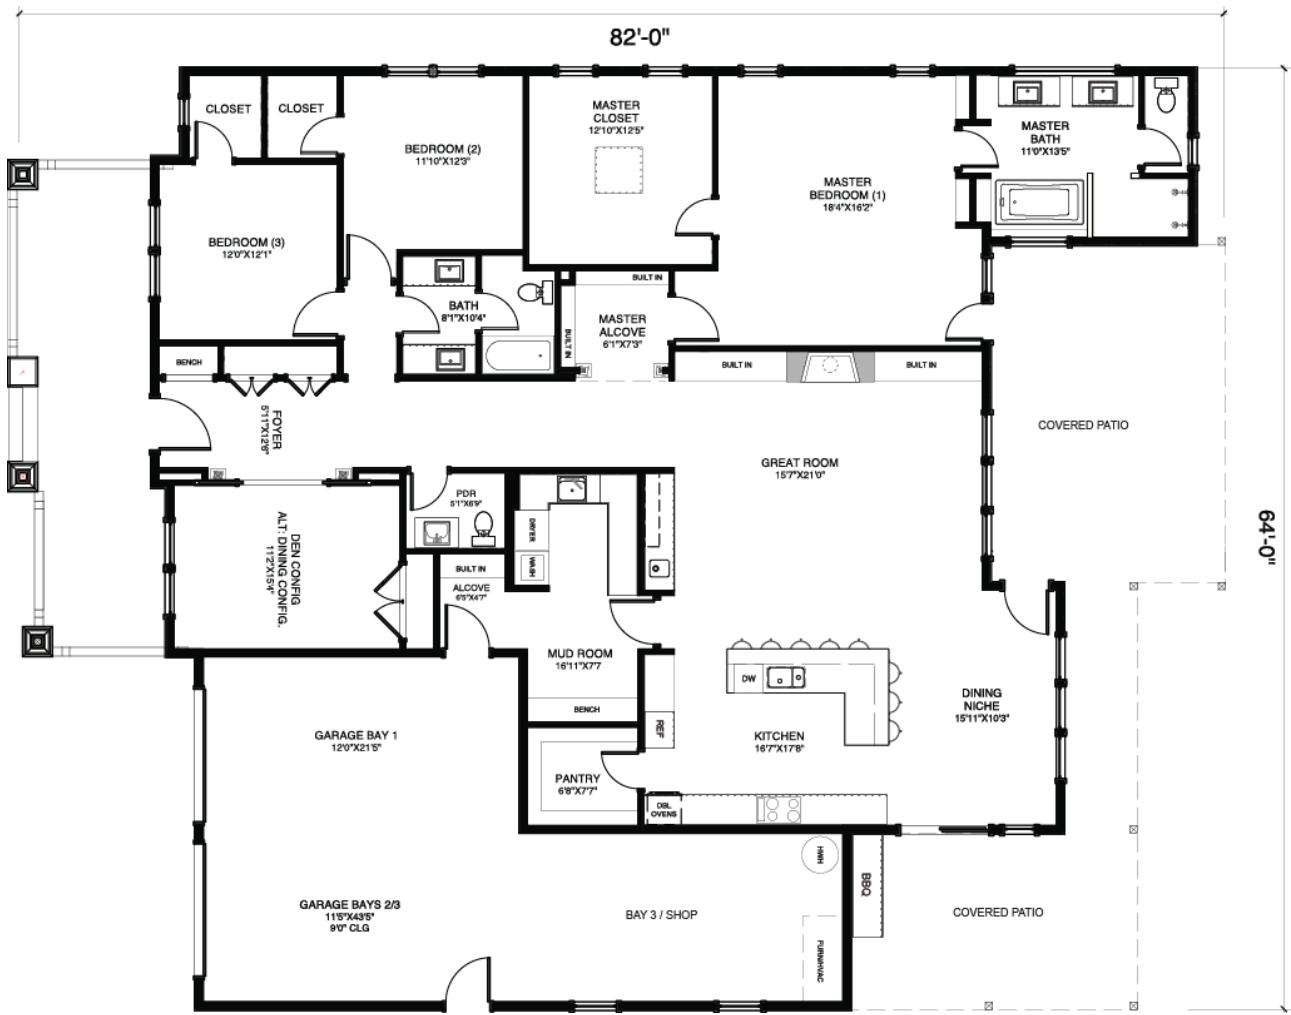 82'-0"
CLOSET
CLOSET
BEDROOM (2)
11'10"X12'3"
MASTER
CLOSET
12'10"X12'5"
MASTER
BEDROOM (1)
18'4"X16'2"
MASTER
BATH
11'0"X13'5"
BEDROOM (3)
12'0"X12'1"
BATH
8'1"X10'4"
BUILT IN
BUILT IN
MASTER
ALCOVE
6'1"X7'3"
BENCH
BUILT IN
BUILT IN
FOYER
5'11"X12'6"
GREAT ROOM
15'7"X21'0"
COVERED PATIO
64'-0"
DEN CONFIG
ALT: DINING CONFIG.
11'2"X15'4"
PDR
5'1"X6'9"
DRYER
WASH
BUILT IN
ALCOVE
6'5"X4'7"
MUD ROOM
16'11"X7'7
BENCH
DW
REF
KITCHEN
16'7"X17'8"
DINING
NICHE
15'11"X10'3"
PANTRY
6'8"X7'7"
DBL
OVENS
GARAGE BAY 1
12'0"X21'5"
GARAGE BAYS 2/3
11'5"X43'5"
9'0" CLG
BAY 3 / SHOP
HWH
FURN/HVAC
BBQ
COVERED PATIO